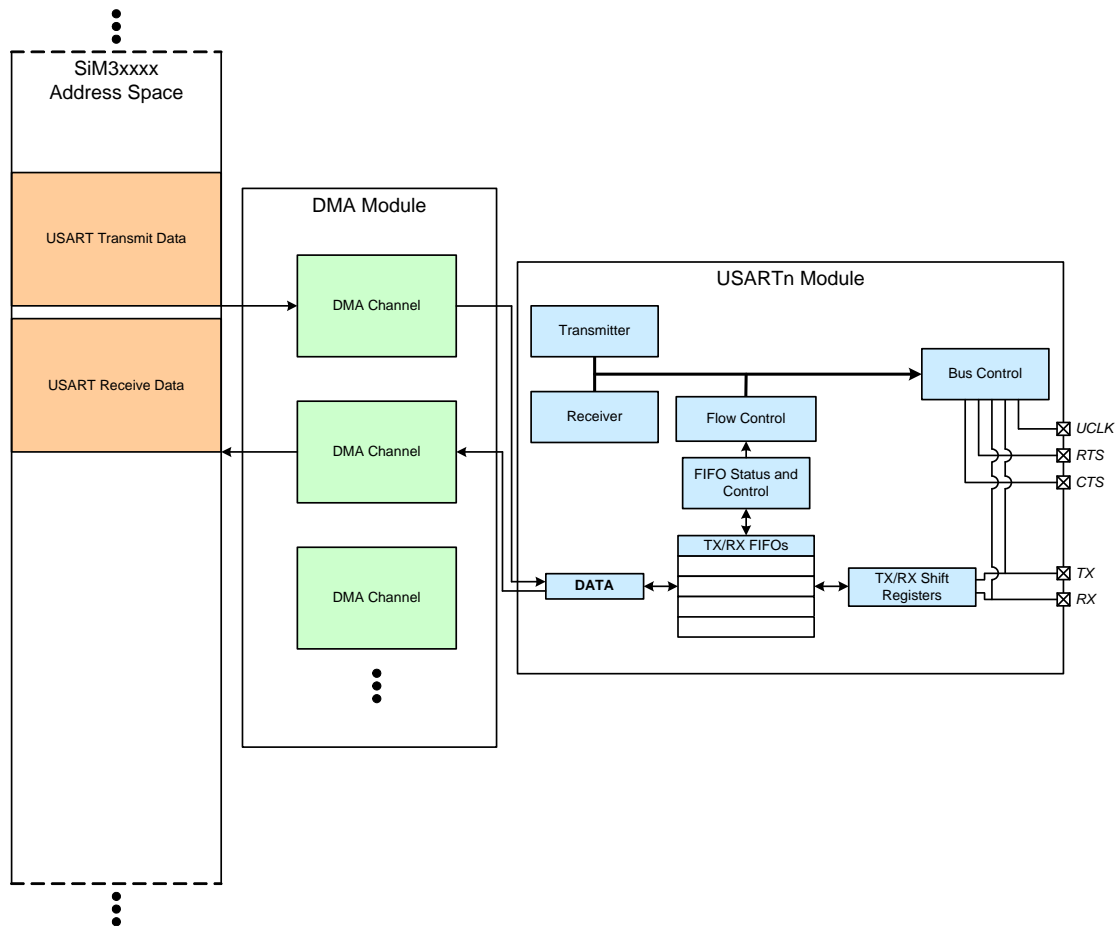 SiM3xxxx
Address Space
USART Transmit Data
USART Receive Data
DMA Module
DMA Channel
DMA Channel
DMA Channel
USARTn Module
Transmitter
Receiver
Bus Control
Flow Control
FIFO Status and
Control
TX/RX FIFOs
DATA
TX/RX Shift
Registers
UCLK
RTS
CTS
TX
RX